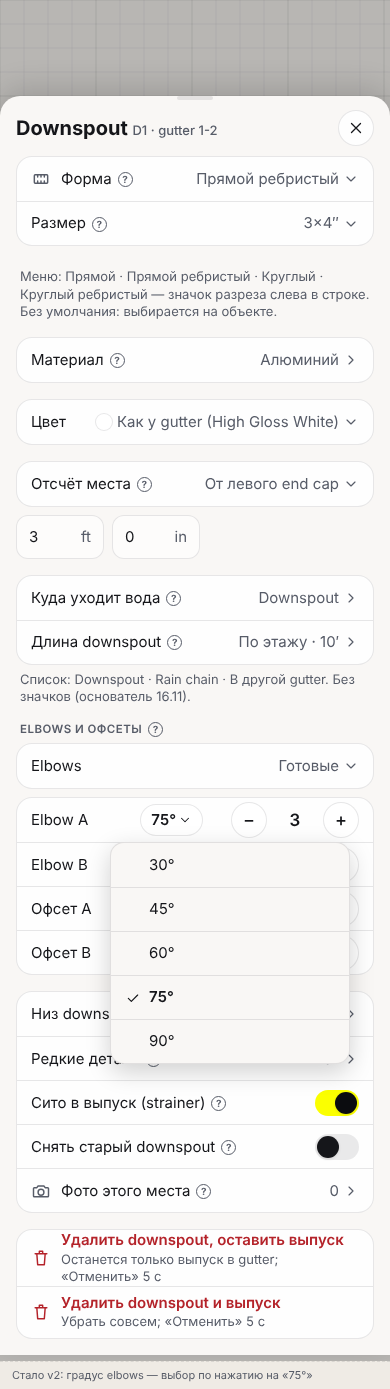 Downspout D1 · gutter 1-2
Форма ? Прямой ребристый
Размер ? 3×4″
Меню: Прямой · Прямой ребристый · Круглый ·
Круглый ребристый — значок разреза слева в строке.
Без умолчания: выбирается на объекте.
Материал ? Алюминий
Цвет Как у gutter (High Gloss White)
Отсчёт места ? От левого end cap
3 ft 0 in
Куда уходит вода ? Downspout
Длина downspout ? По этажу · 10′
Список: Downspout · Rain chain · В другой gutter. Без
значков (основатель 16.11).
ELBOWS И ОФСЕТЫ ?
Elbows Готовые
Elbow A 75° − 3 +
Elbow B
30°
Офсет A
45°
Офсет B
60°
75°
90°
Низ downs
Редкие дета
Сито в выпуск (strainer) ?
Снять старый downspout ?
Фото этого места ? 0
Удалить downspout, оставить выпуск
Останется только выпуск в gutter;
«Отменить» 5 с
Удалить downspout и выпуск
Убрать совсем; «Отменить» 5 с
Стало v2: градус elbows — выбор по нажатию на «75°»